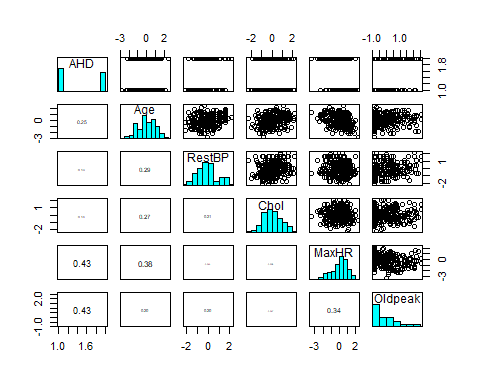 -3 0 2
-2 0 2
-1.0 1.0
AHD
1.0 1.8
-3 0
0.25
Age
RestBP
-2 0 2
0.29
-2 1
0.27
0.21
Chol
0.43
0.38
MaxHR
-3 0
-1.0 2.0
0.43
0.34
Oldpeak
1.0 1.6
-2 0 2
-3 0 2